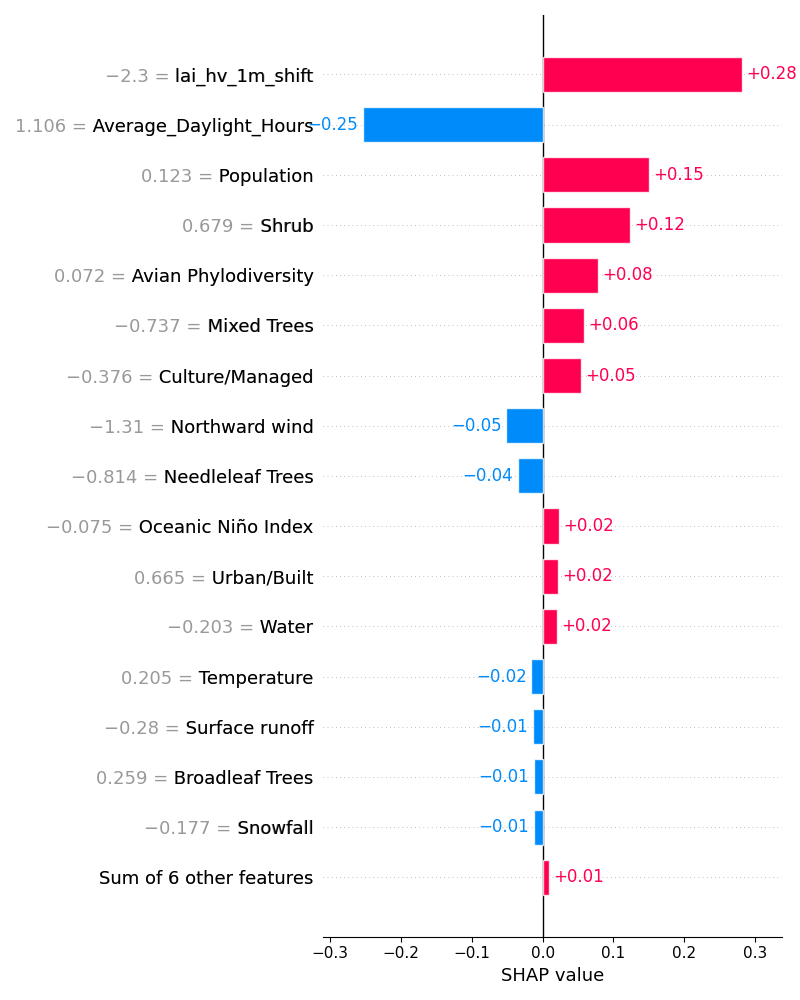 −2.3 = lai_hv_1m_shift +0.28
1.106 = Average_Daylight_Hours −0.25
0.123 = Population +0.15
0.679 = Shrub +0.12
0.072 = Avian Phylodiversity +0.08
−0.737 = Mixed Trees +0.06
−0.376 = Culture/Managed +0.05
−1.31 = Northward wind −0.05
−0.814 = Needleleaf Trees −0.04
−0.075 = Oceanic Niño Index +0.02
0.665 = Urban/Built +0.02
−0.203 = Water +0.02
0.205 = Temperature −0.02
−0.28 = Surface runoff −0.01
0.259 = Broadleaf Trees −0.01
−0.177 = Snowfall −0.01
Sum of 6 other features +0.01
−0.3 −0.2 −0.1 0.0 0.1 0.2 0.3
SHAP value